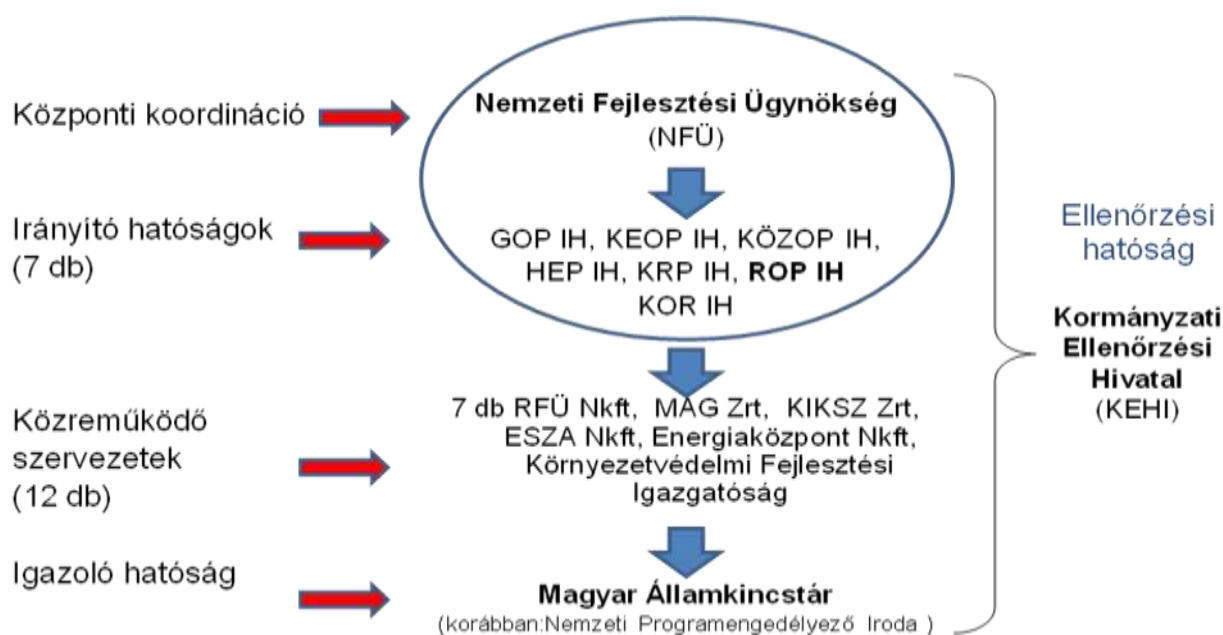 Központi koordináció
Nemzeti Fejlesztési Ügynökség
(NFÜ)
Irányító hatóságok
(7 db)
GOP IH, KEOP IH, KÖZOP IH,
HEP IH, KRP IH, ROP IH
KOR IH
Közreműködő
szervezetek
(12 db)
7 db RFÜ Nkft, MAG Zrt, KIKSZ Zrt,
ESZA Nkft, Energiaközpont Nkft,
Környezetvédelmi Fejlesztési
Igazgatóság
Igazoló hatóság
Magyar Államkincstár
(korábban:Nemzeti Programengedélyező Iroda )
Ellenőrzési
hatóság
Kormányzati
Ellenőrzési
Hivatal
(KEHI)